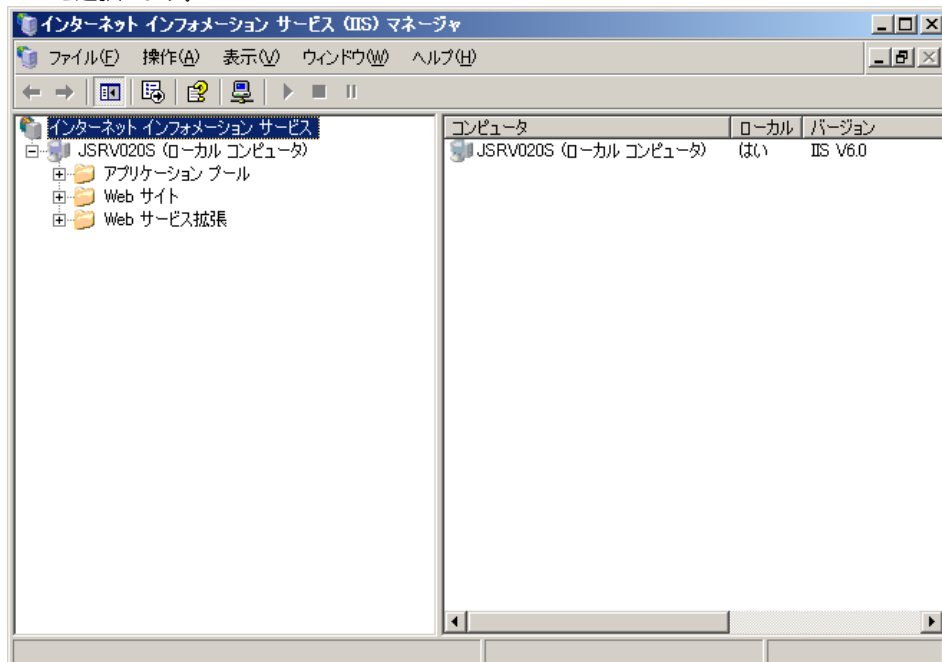 インターネット インフォメーション サービス (IIS) マネージャ
ファイル(F) 操作(A) 表示(V) ウィンドウ(W) ヘルプ(H)
インターネット インフォメーション サービス
JSRV020S (ローカル コンピュータ)
アプリケーション プール
Web サイト
Web サービス拡張
コンピュータ ローカル バージョン
JSRV020S (ローカル コンピュータ) はい IIS V6.0